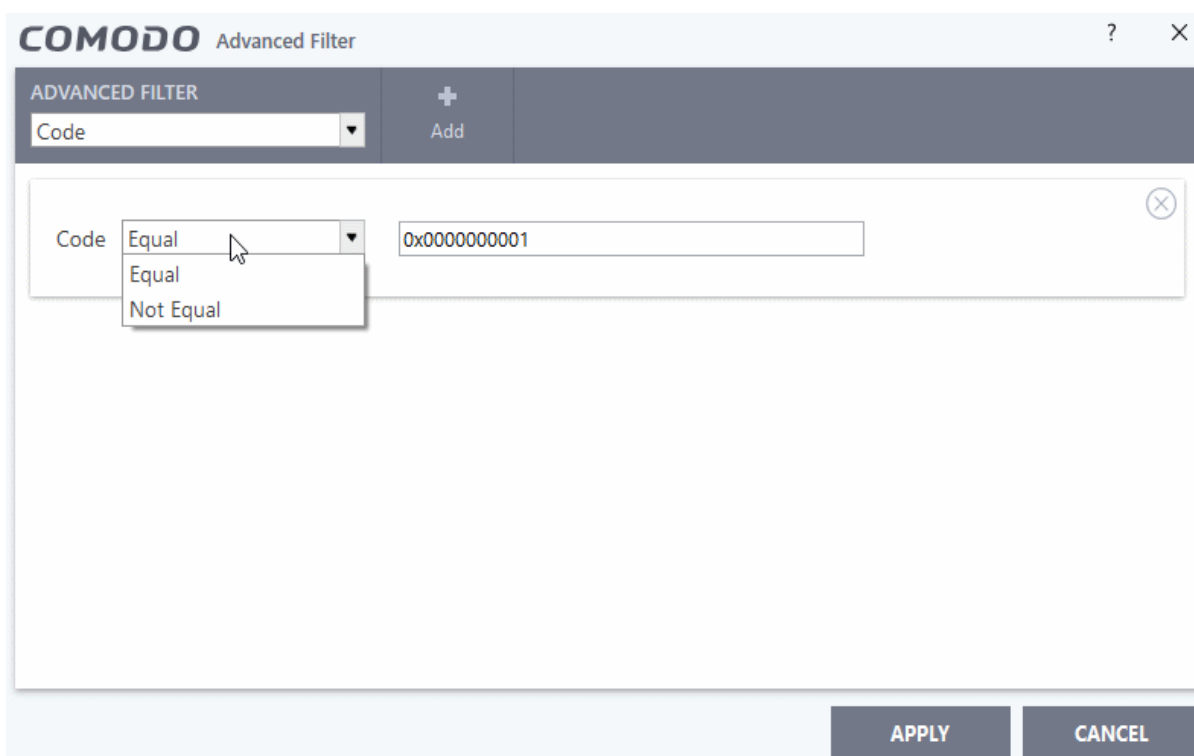 COMODO Advanced Filter ?
ADVANCED FILTER
Code
Add
Code Equal 0x0000000001
Equal
Not Equal
APPLY CANCEL